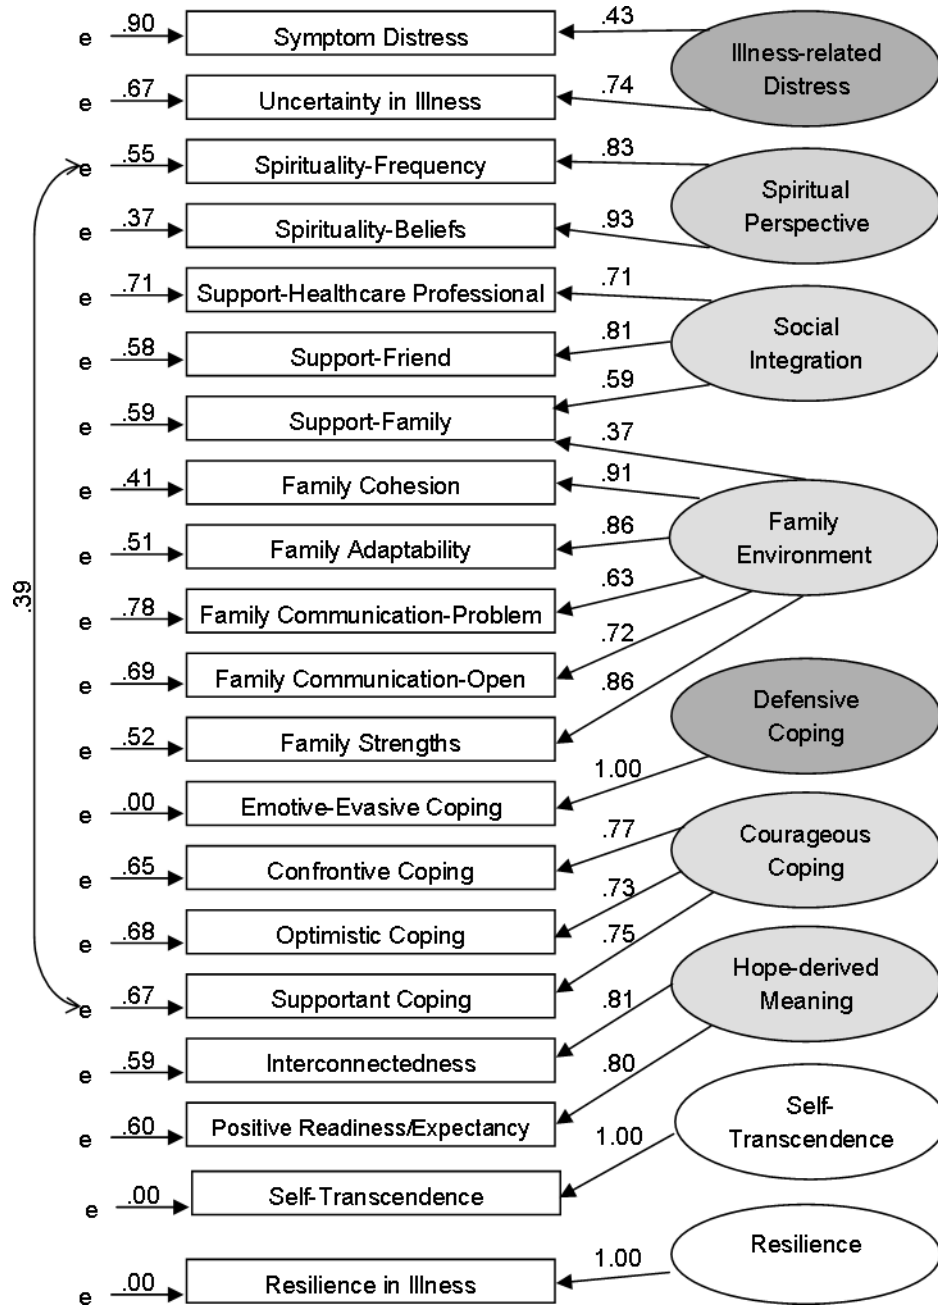 e .90 Symptom Distress .43 Illness-related
Distress
e .67 Uncertainty in Illness .74
e .55 Spirituality-Frequency .83 Spiritual
Perspective
e .37 Spirituality-Beliefs .93
e .71 Support-Healthcare Professional .71 Social
Integration
e .58 Support-Friend .81
.59
e .59 Support-Family .37
e .41 Family Cohesion .91 Family
Environment
e .51 Family Adaptability .86
.39
e .78 Family Communication-Problem .63
e .69 Family Communication-Open .72
.86 Defensive
Coping
e .52 Family Strengths
e .00 Emotive-Evasive Coping 1.00
e .65 Confrontive Coping .77 Courageous
Coping
e .68 Optimistic Coping .73
e .67 Supportant Coping .75 Hope-derived
Meaning
e .59 Interconnectedness .81
e .60 Positive Readiness/Expectancy .80 Self-
Transcendence
e .00 Self-Transcendence 1.00
e .00 Resilience in Illness 1.00 Resilience